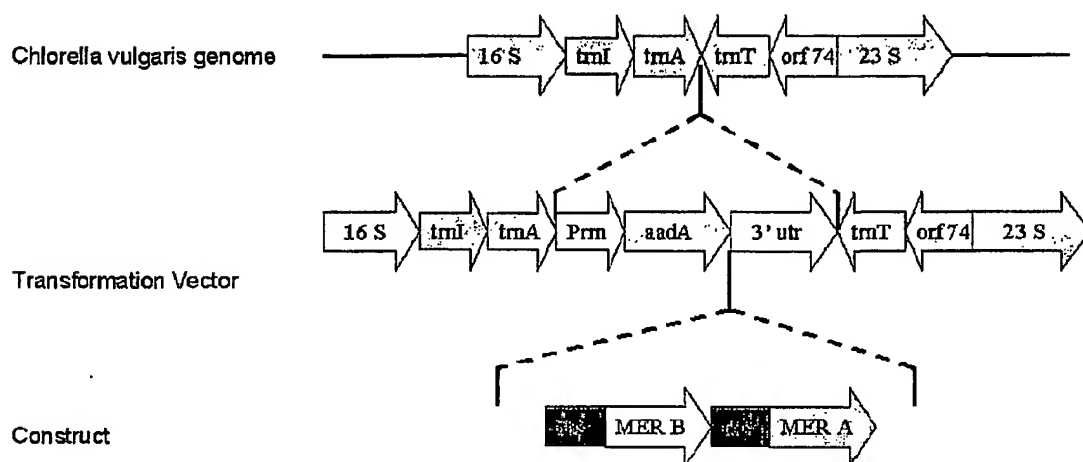 Chlorella vulgaris genome
16 S trnI trnA trnT orf 74 23 S
16 S trnI trnA Prrn aadA 3' utr trnT orf 74 23 S
Transformation Vector
Construct
MER B MER A